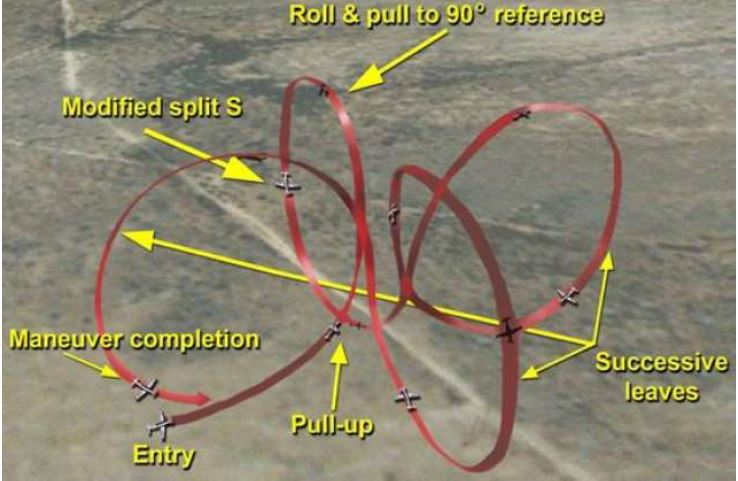 Roll & pull to 90° reference
Modified split S
Maneuver completion
Successive
leaves
Pull-up
Entry